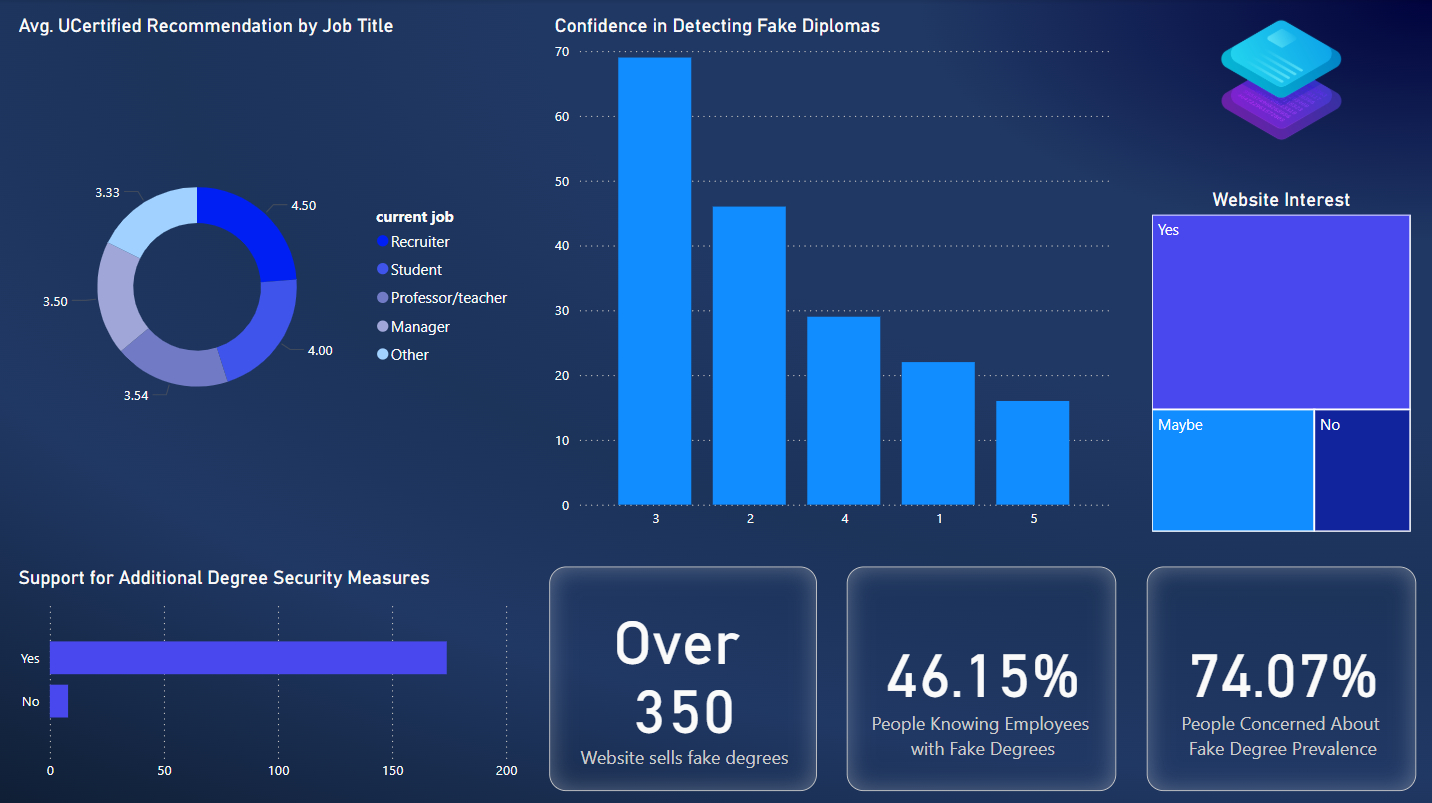 Avg. UCertified Recommendation by Job Title
3.33
4.50
3.50
4.00
3.54
current job
Recruiter
Student
Professor/teacher
Manager
Other
Confidence in Detecting Fake Diplomas
70
60
50
40
30
20
10
0
3
2
4
1
5
Website Interest
Yes
Maybe
No
Support for Additional Degree Security Measures
Yes
No
0
50
100
150
200
Over
350
Website sells fake degrees
46.15%
People Knowing Employees
with Fake Degrees
74.07%
People Concerned About
Fake Degree Prevalence